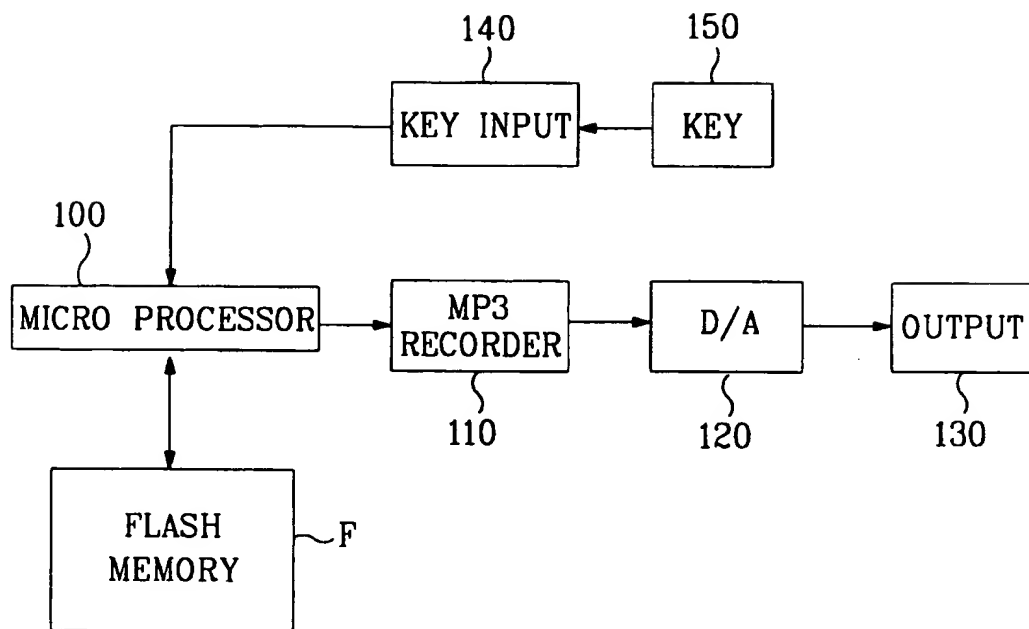 140
150
KEY INPUT
KEY
100
MICRO PROCESSOR
MP3
RECORDER
D/A
OUTPUT
110
120
130
FLASH
MEMORY
F